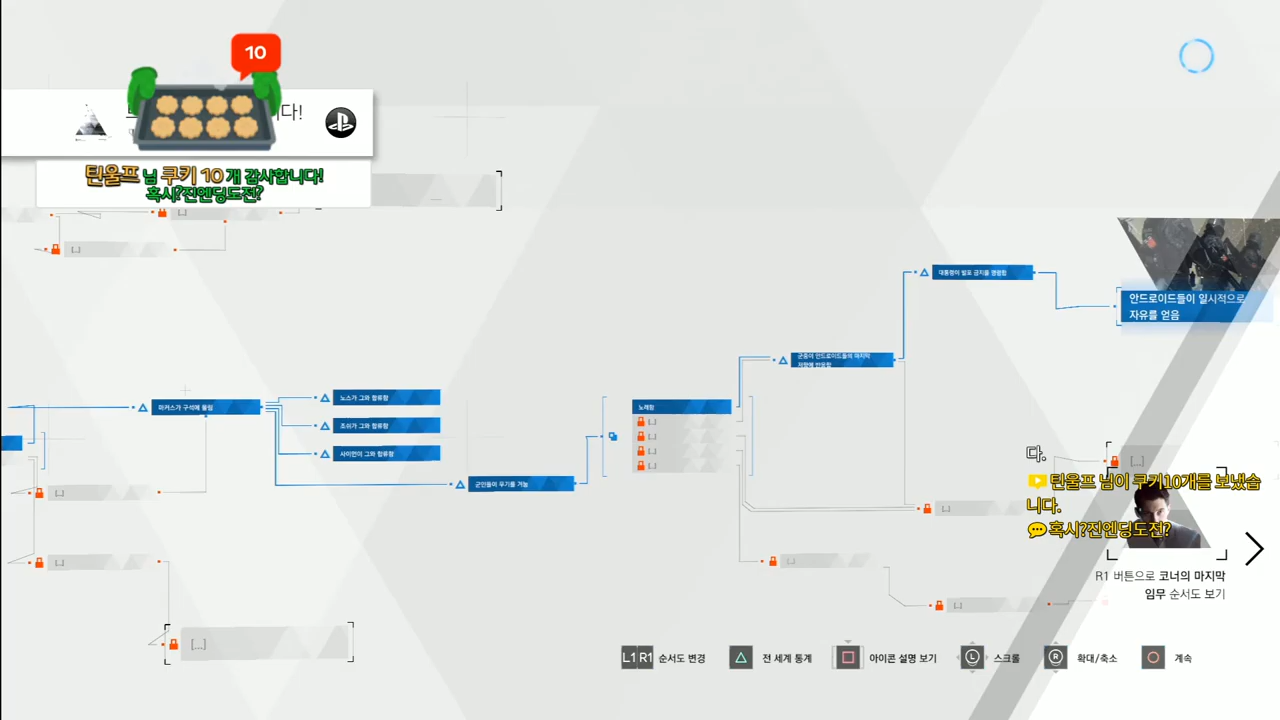 10
다!
틴울프 님 쿠키 10개 감사합니다!
혹시?진엔딩도전?
[...]
[...]
대통령이 발포 금지를 명령함
안드로이드들이 일시적으로
자유를 얻음
군중이 안드로이드들의 마지막
저항에 반응함
마커스가 구석에 몰림
노스가 그와 합류함
조쉬가 그와 합류함
사이먼이 그와 합류함
노래함
[...]
[...]
[...]
[...]
군인들이 무기를 겨눔
다.
[...]
틴울프 님이 쿠키10개를 보냈습
니다.
혹시?진엔딩도전?
[...]
[...]
[...]
[...]
[...]
[...]
R1 버튼으로 코너의 마지막
임무 순서도 보기
L1 R1 순서도 변경
전 세계 통계
아이콘 설명 보기
L 스크롤
R 확대/축소
계속